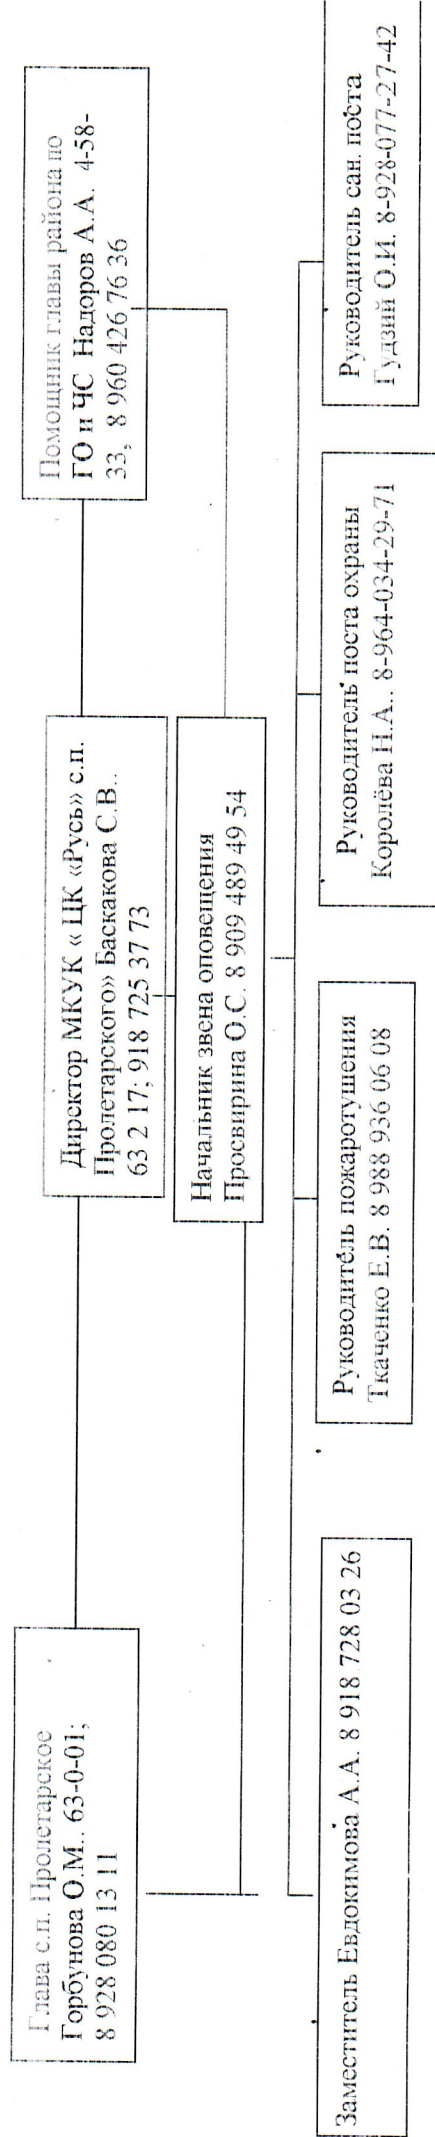 Глава с.п. Пролетарское
Горбунова О.М.. 63-0-01;
8 928 080 13 11
Директор МКУК « ЦК «Русь» с.п.
Пролетарского» Баскакова С.В..
63 2 17; 918 725 37 73
Помощник главы района по
ГО и ЧС Надоров А.А. 4-58-
33, 8 960 426 76 36
Начальник звена оповещения
Просвирина О.С. 8 909 489 49 54
Заместитель Евдокимова А.А. 8 918 728 03 26
Руководитель пожаротушения
Ткаченко Е.В. 8 988 936 06 08
Руководитель поста охраны
Королёва Н.А.. 8-964-034-29-71
Руководитель сан. поста
Гудзий О.И. 8-928-077-27-42